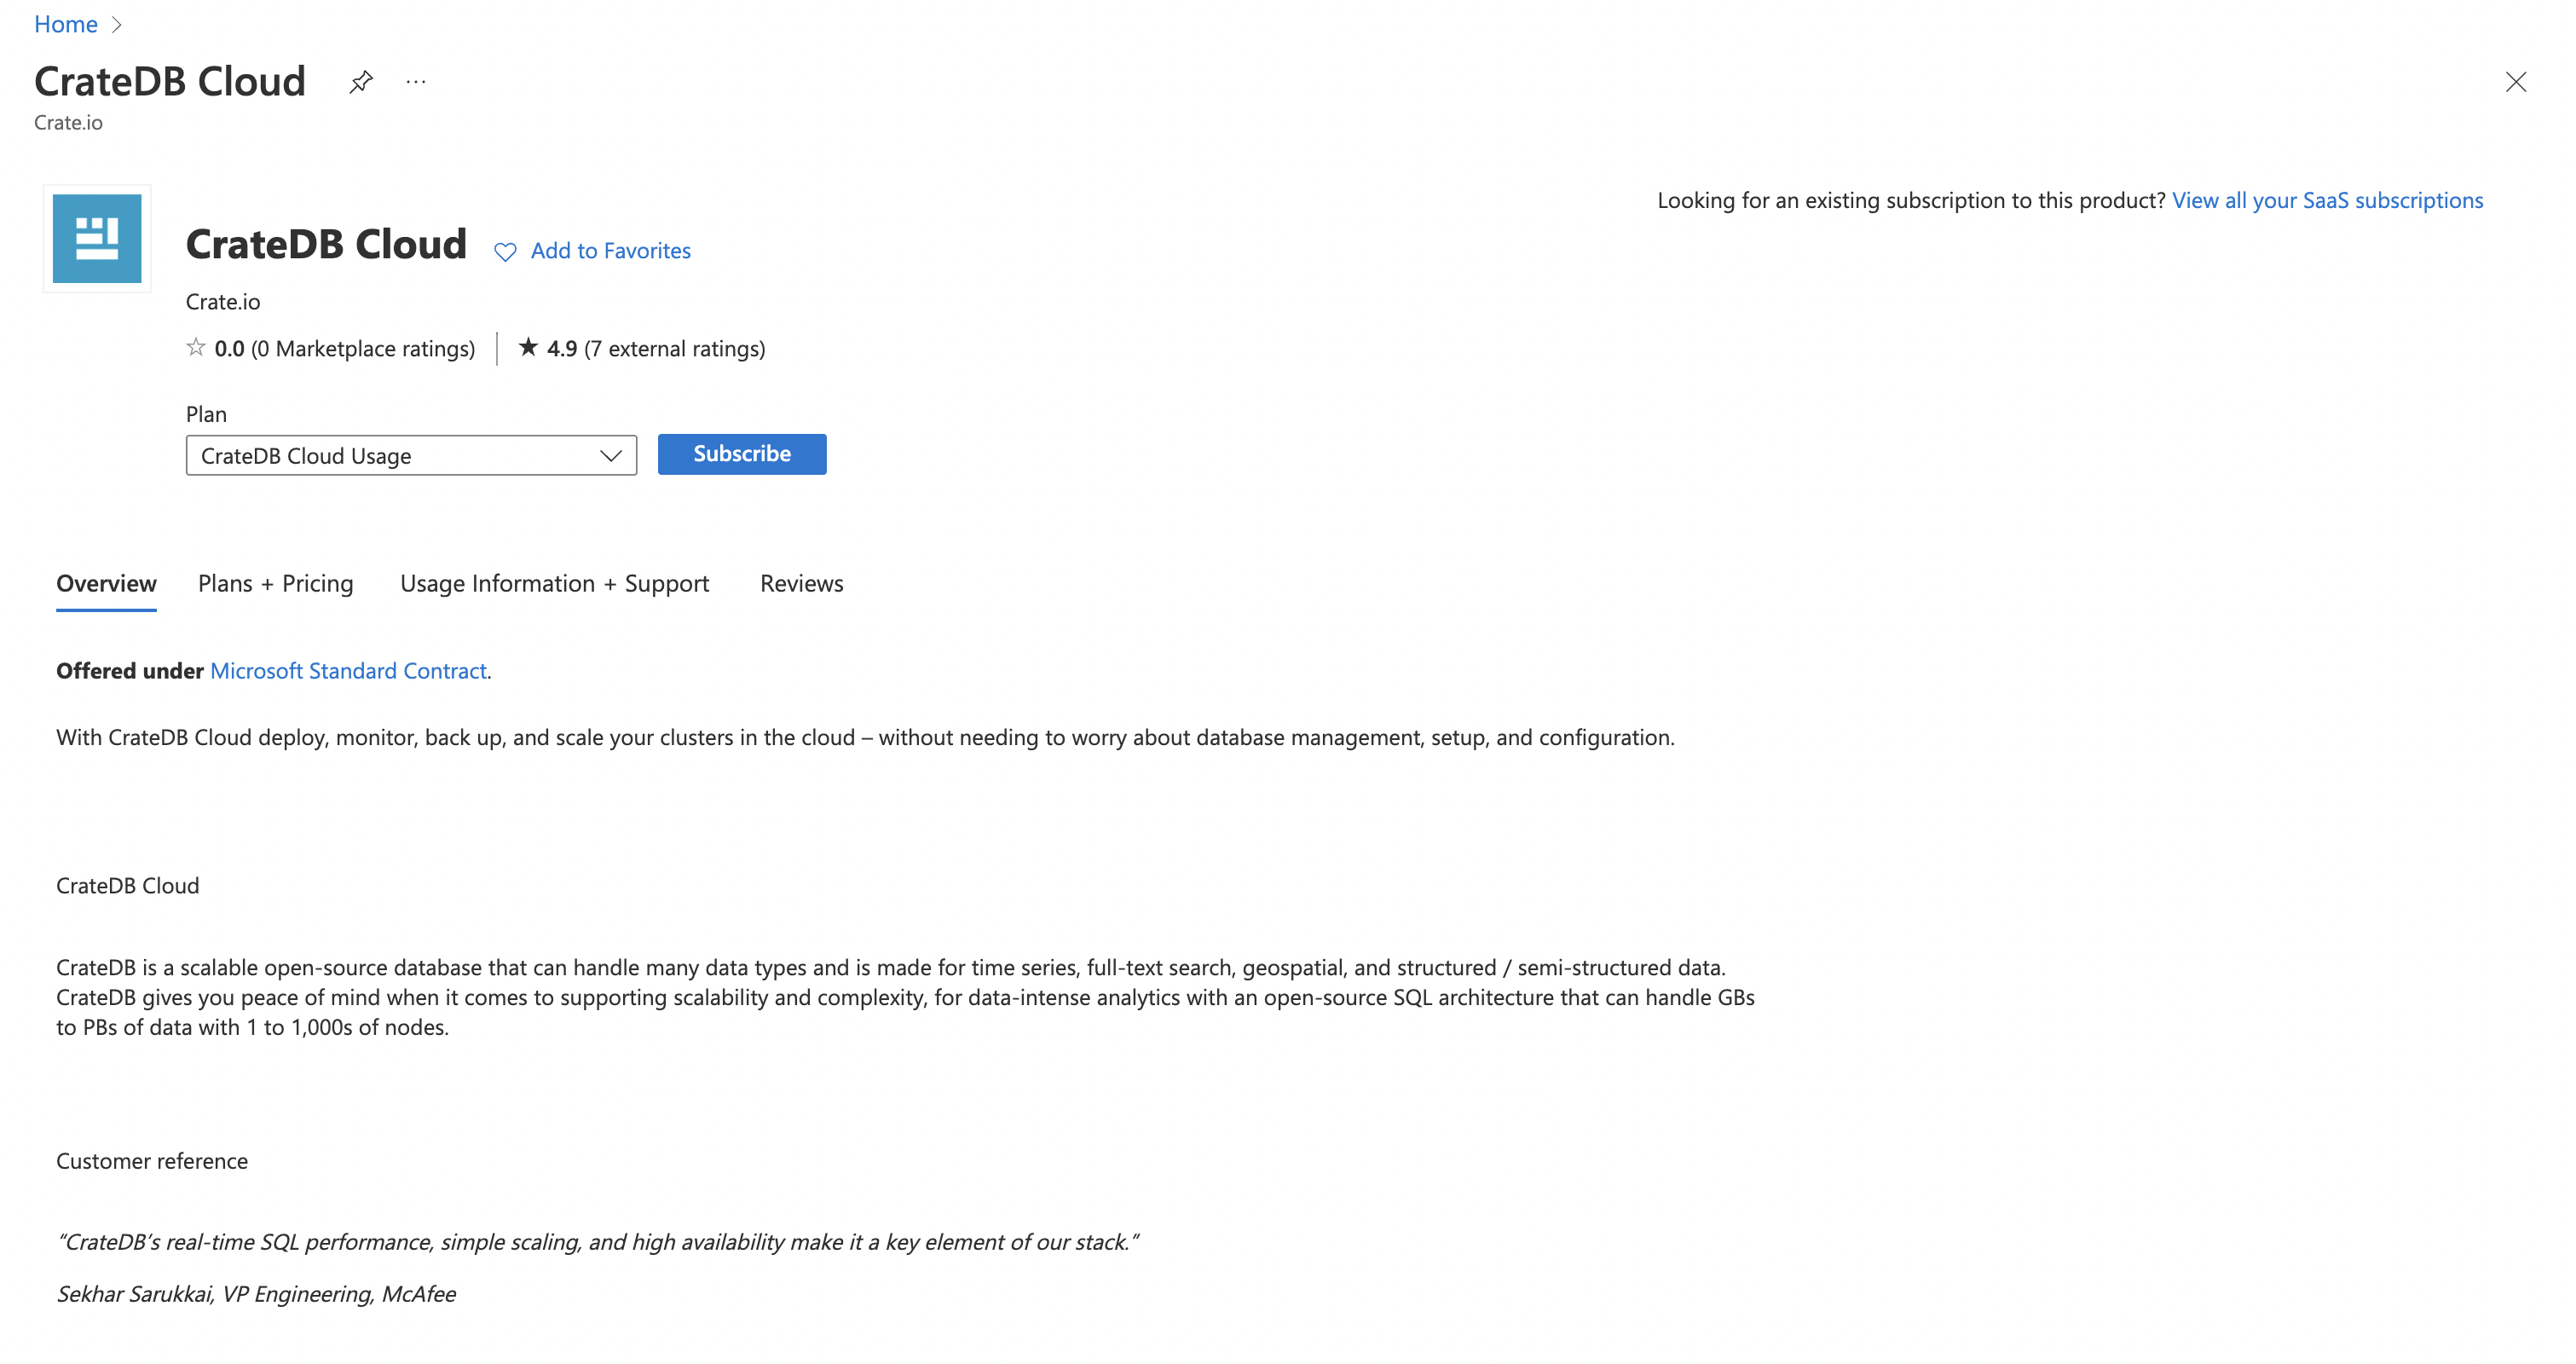 Home
CrateDB Cloud
Crate.io
Looking for an existing subscription to this product? View all your SaaS subscriptions
CrateDB Cloud Add to Favorites
Crate.io
0.0 (0 Marketplace ratings) 4.9 (7 external ratings)
Plan
CrateDB Cloud Usage Subscribe
Overview Plans + Pricing Usage Information + Support Reviews
Offered under Microsoft Standard Contract.
With CrateDB Cloud deploy, monitor, back up, and scale your clusters in the cloud – without needing to worry about database management, setup, and configuration.
CrateDB Cloud
CrateDB is a scalable open-source database that can handle many data types and is made for time series, full-text search, geospatial, and structured / semi-structured data.
CrateDB gives you peace of mind when it comes to supporting scalability and complexity, for data-intense analytics with an open-source SQL architecture that can handle GBs
to PBs of data with 1 to 1,000s of nodes.
Customer reference
“CrateDB’s real-time SQL performance, simple scaling, and high availability make it a key element of our stack.”
Sekhar Sarukkai, VP Engineering, McAfee